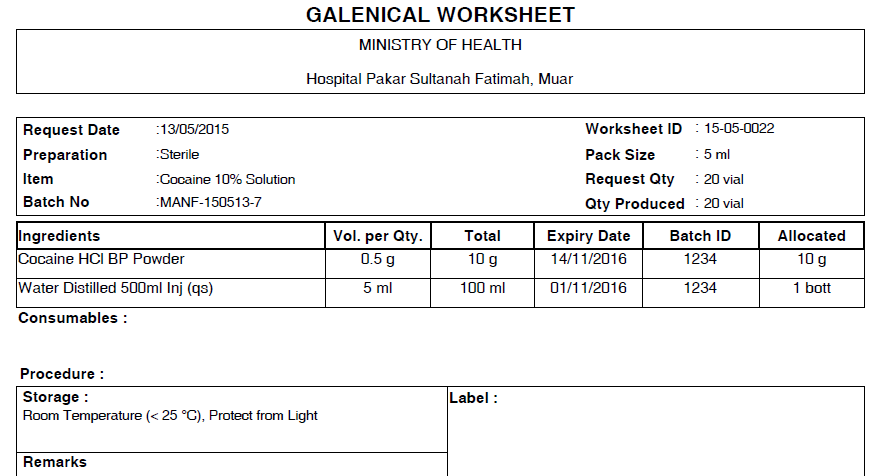 GALENICAL WORKSHEET
MINISTRY OF HEALTH
Hospital Pakar Sultanah Fatimah, Muar
Request Date :13/05/2015 Worksheet ID : 15-05-0022
Preparation :Sterile Pack Size : 5 ml
Item :Cocaine 10% Solution Request Qty : 20 vial
Batch No :MANF-150513-7 Qty Produced : 20 vial
Ingredients Vol. per Qty. Total Expiry Date Batch ID Allocated
Cocaine HCl BP Powder 0.5 g 10 g 14/11/2016 1234 10 g
Water Distilled 500ml Inj (qs) 5 ml 100 ml 01/11/2016 1234 1 bott
Consumables :
Procedure :
Storage : Label :
Room Temperature (< 25 °C), Protect from Light
Remarks